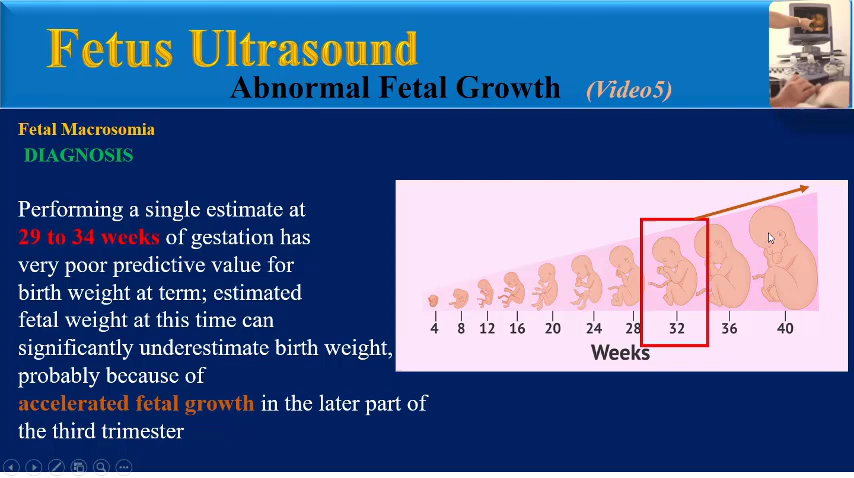 Fetus Ultrasound
Abnormal Fetal Growth (Video5)
Fetal Macrosomia
DIAGNOSIS
Performing a single estimate at
29 to 34 weeks of gestation has
very poor predictive value for
birth weight at term; estimated
fetal weight at this time can
significantly underestimate birth weight,
probably because of
accelerated fetal growth in the later part of
the third trimester
4 8 12 16 20 24 28 32 36 40
Weeks